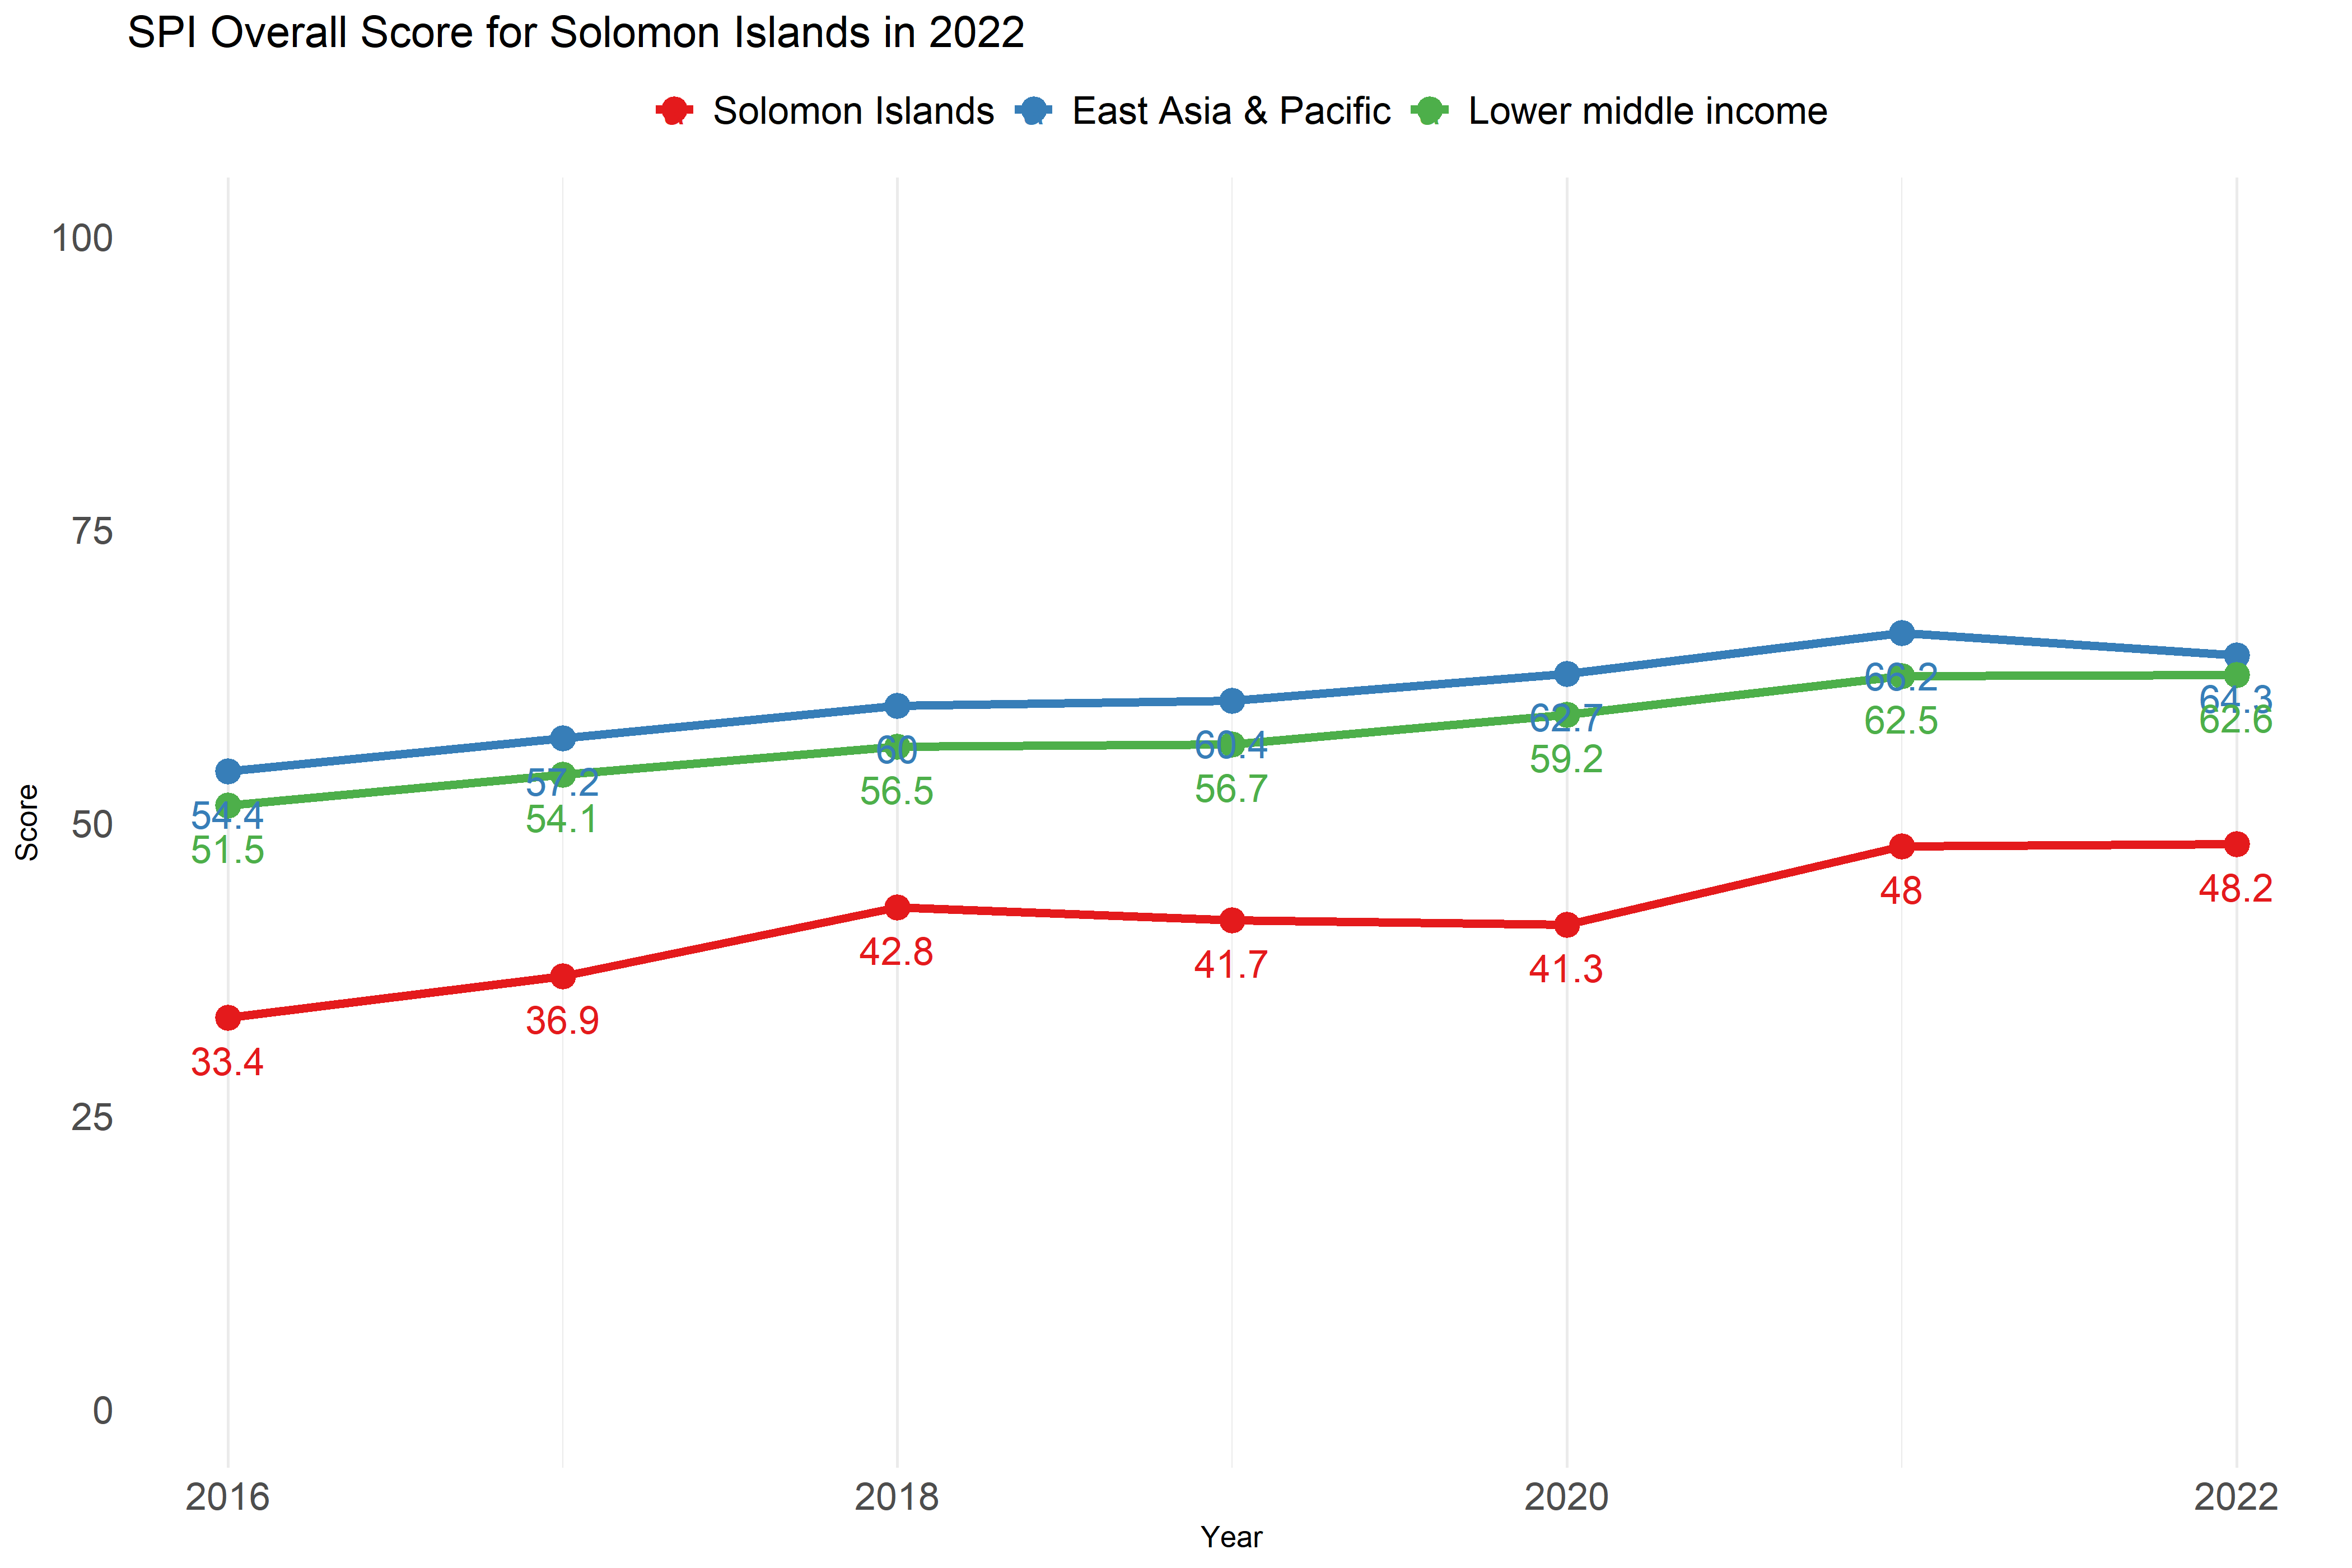 SPI Overall Score for Solomon Islands in 2022
Solomon Islands East Asia & Pacific Lower middle income
100
75
50
25
0
Score
54.4 57.2 60 60.4 62.7 66.2 64.3
51.5 54.1 56.5 56.7 59.2 62.5 62.6
33.4 36.9 42.8 41.7 41.3 48 48.2
2016 2018 2020 2022
Year